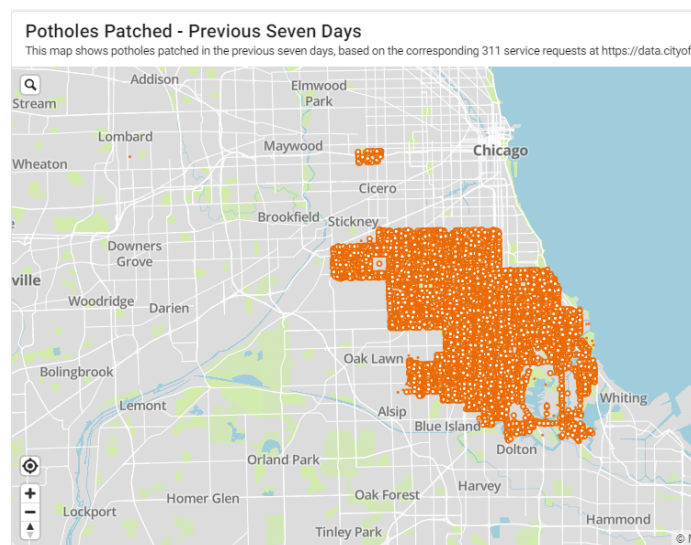 Potholes Patched - Previous Seven Days
This map shows potholes patched in the previous seven days, based on the corresponding 311 service requests at https://data.cityof
Addison
Elmwood
Park
Stream
Lombard
Maywood
Chicago
Wheaton
Cicero
Brookfield
Stickney
Downers
Grove
ville
Woodridge
Darien
Oak Lawn
Bolingbrook
Whiting
Lemont
Alsip
Blue Island
Dolton
Orland Park
Harvey
Oak Forest
Homer Glen
Lockport
Hammond
Tinley Park
©